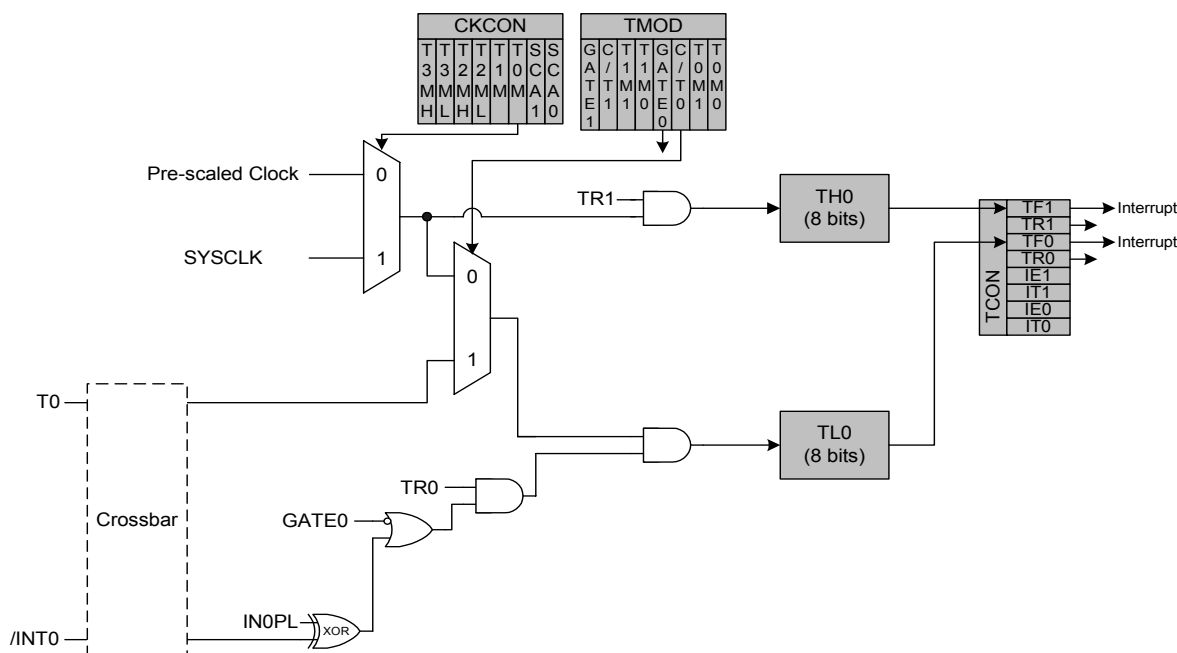 CKCON
T3MH T3ML T2MH T2ML T1M T0M SCA1 SCA0
TMOD
GATE1 C/T1 T1M1 T1M0 GATE0 C/T0 T0M1 T0M0
Pre-scaled Clock
0
SYSCLK
1
TR1
TH0
(8 bits)
TCON
TF1
TR1
TF0
TR0
IE1
IT1
IE0
IT0
Interrupt
Interrupt
0
1
T0
TL0
(8 bits)
TR0
GATE0
Crossbar
IN0PL
XOR
/INT0